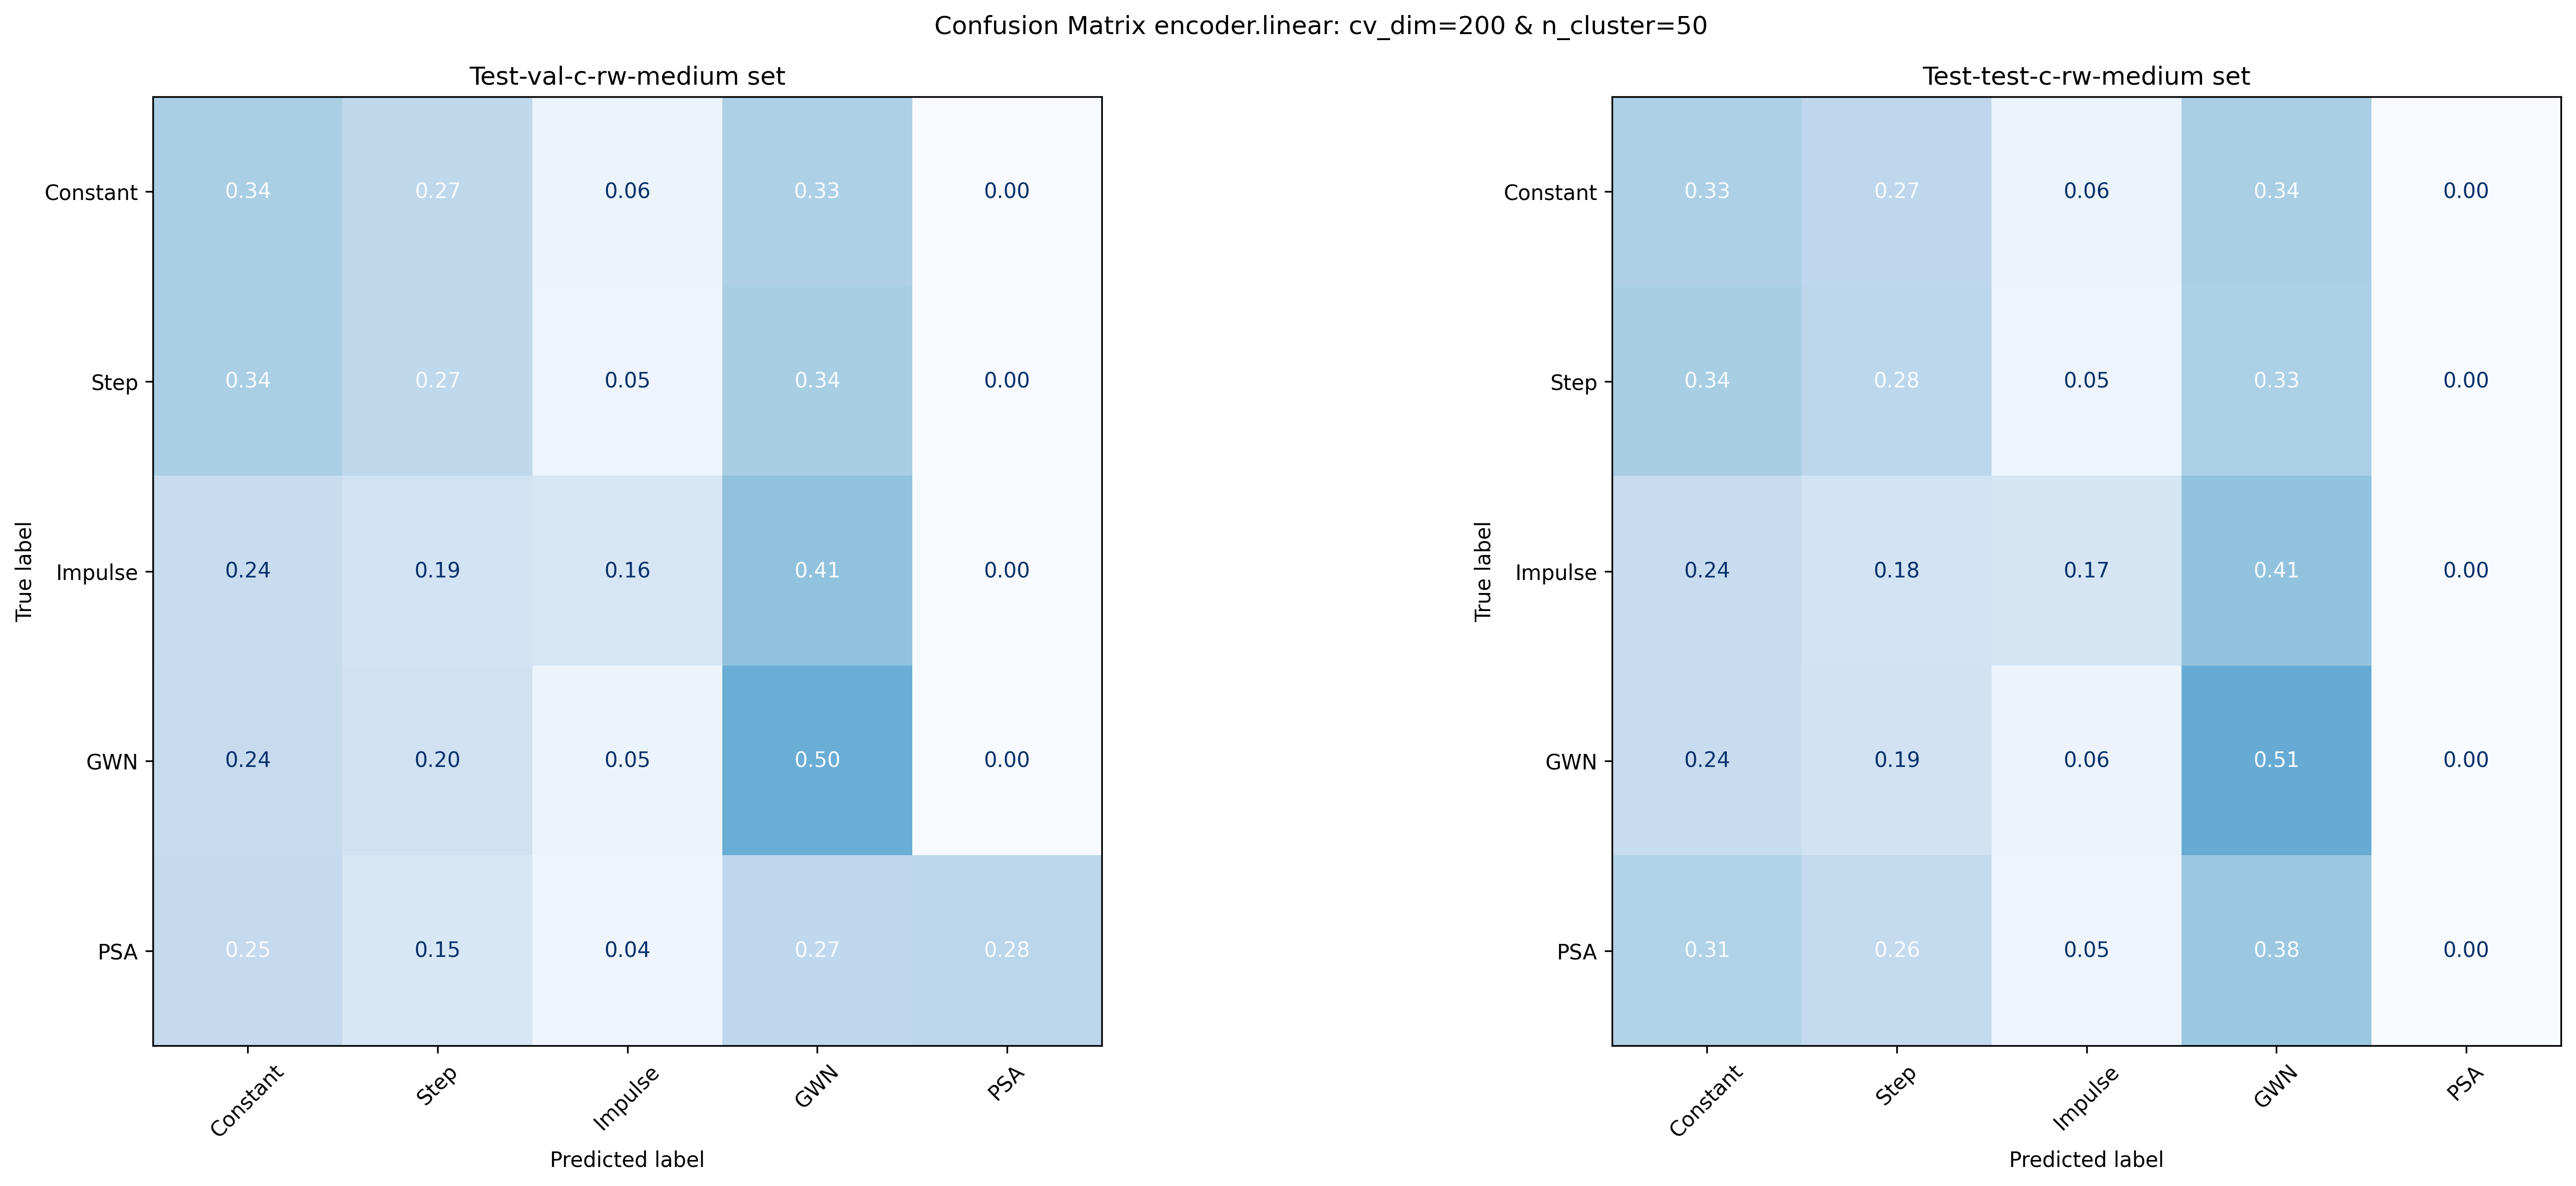 Confusion Matrix encoder.linear: cv_dim=200 & n_cluster=50
Test-val-c-rw-medium set
True label
Constant 0.34 0.27 0.06 0.33 0.00
Step 0.34 0.27 0.05 0.34 0.00
Impulse 0.24 0.19 0.16 0.41 0.00
GWN 0.24 0.20 0.05 0.50 0.00
PSA 0.25 0.15 0.04 0.27 0.28
Constant Step Impulse GWN PSA
Predicted label
Test-test-c-rw-medium set
True label
Constant 0.33 0.27 0.06 0.34 0.00
Step 0.34 0.28 0.05 0.33 0.00
Impulse 0.24 0.18 0.17 0.41 0.00
GWN 0.24 0.19 0.06 0.51 0.00
PSA 0.31 0.26 0.05 0.38 0.00
Constant Step Impulse GWN PSA
Predicted label